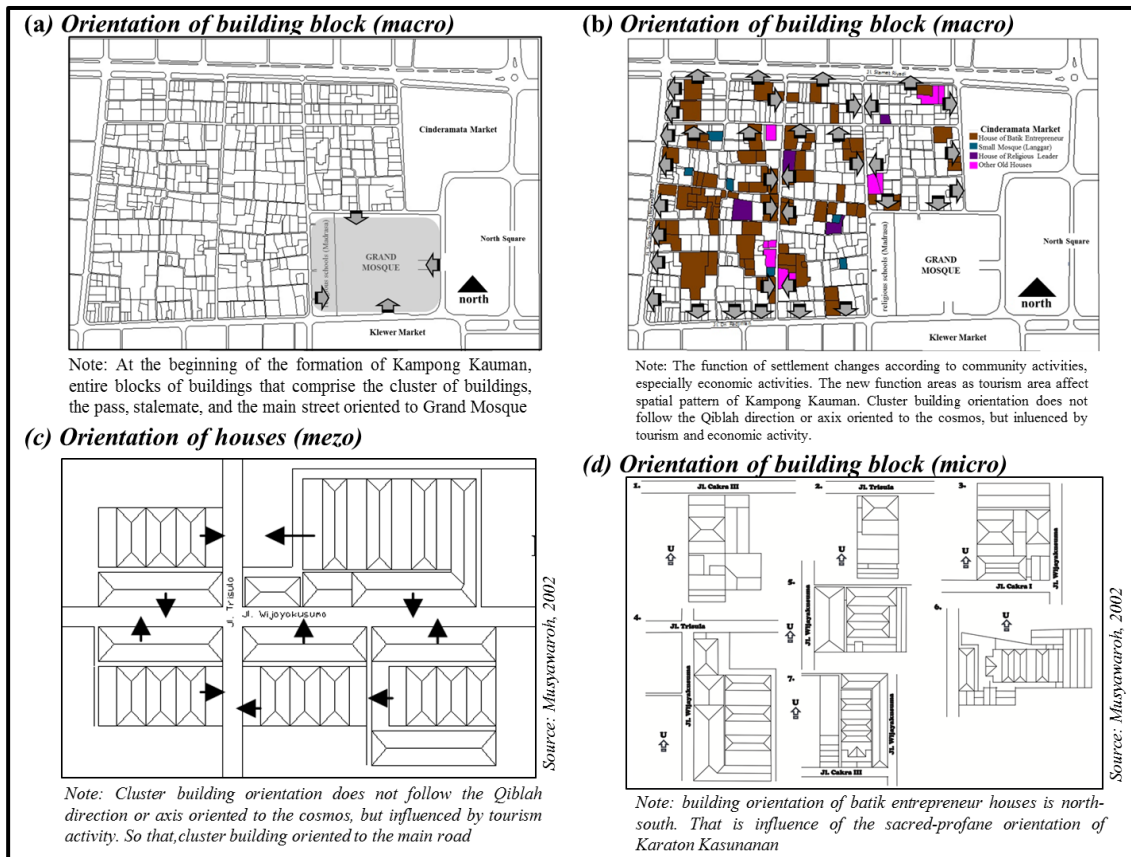 (a) Orientation of building block (macro)
Cinderamata Market
North Square
religious schools (Madrasa)
GRAND
MOSQUE
north
Klewer Market
Note: At the beginning of the formation of Kampong Kauman,
entire blocks of buildings that comprise the cluster of buildings,
the pass, stalemate, and the main street oriented to Grand Mosque
(b) Orientation of building block (macro)
Jl. Slamet Riyadi
Cinderamata Market
House of Batik Entrepreneur
Small Mosque (Langgar)
House of Religious Leader
Other Old Houses
North Square
religious schools (Madrasa)
GRAND
MOSQUE
north
Klewer Market
Note: The function of settlement changes according to community activities,
especially economic activities. The new function areas as tourism area affect
spatial pattern of Kampong Kauman. Cluster building orientation does not
follow the Qiblah direction or axix oriented to the cosmos, but inluenced by
tourism and economic activity.
(c) Orientation of houses (mezo)
Jl. Trisulo
Jl. Wijoyokusumo
Source: Musyawaroh, 2002
Note: Cluster building orientation does not follow the Qiblah
direction or axis oriented to the cosmos, but influenced by tourism
activity. So that,cluster building oriented to the main road
(d) Orientation of building block (micro)
1.
Jl. Cakra III
U
2.
Jl. Trisula
U
3.
U
Jl. Wijayakusuma
Jl. Cakra I
4.
Jl. Trisula
Jl. Wijayakusuma
U
5.
Jl. Wijayakusuma
U
6.
U
7.
U
Jl. Wijayakusuma
Jl. Cakra III
Source: Musyawaroh, 2002
Note: building orientation of batik entrepreneur houses is north-
south. That is influence of the sacred-profane orientation of
Karaton Kasunanan